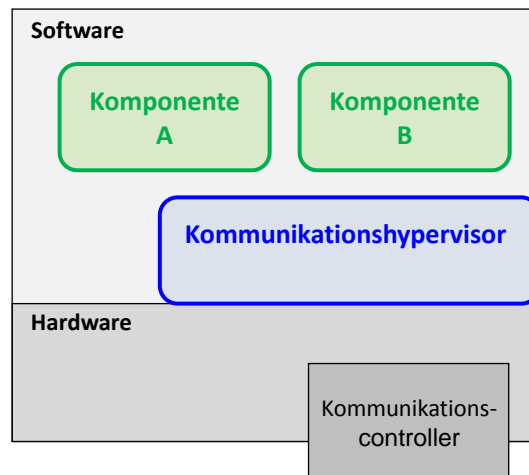 Software
Komponente
A
Komponente
B
Kommunikationshypervisor
Hardware
Kommunikations-
controller